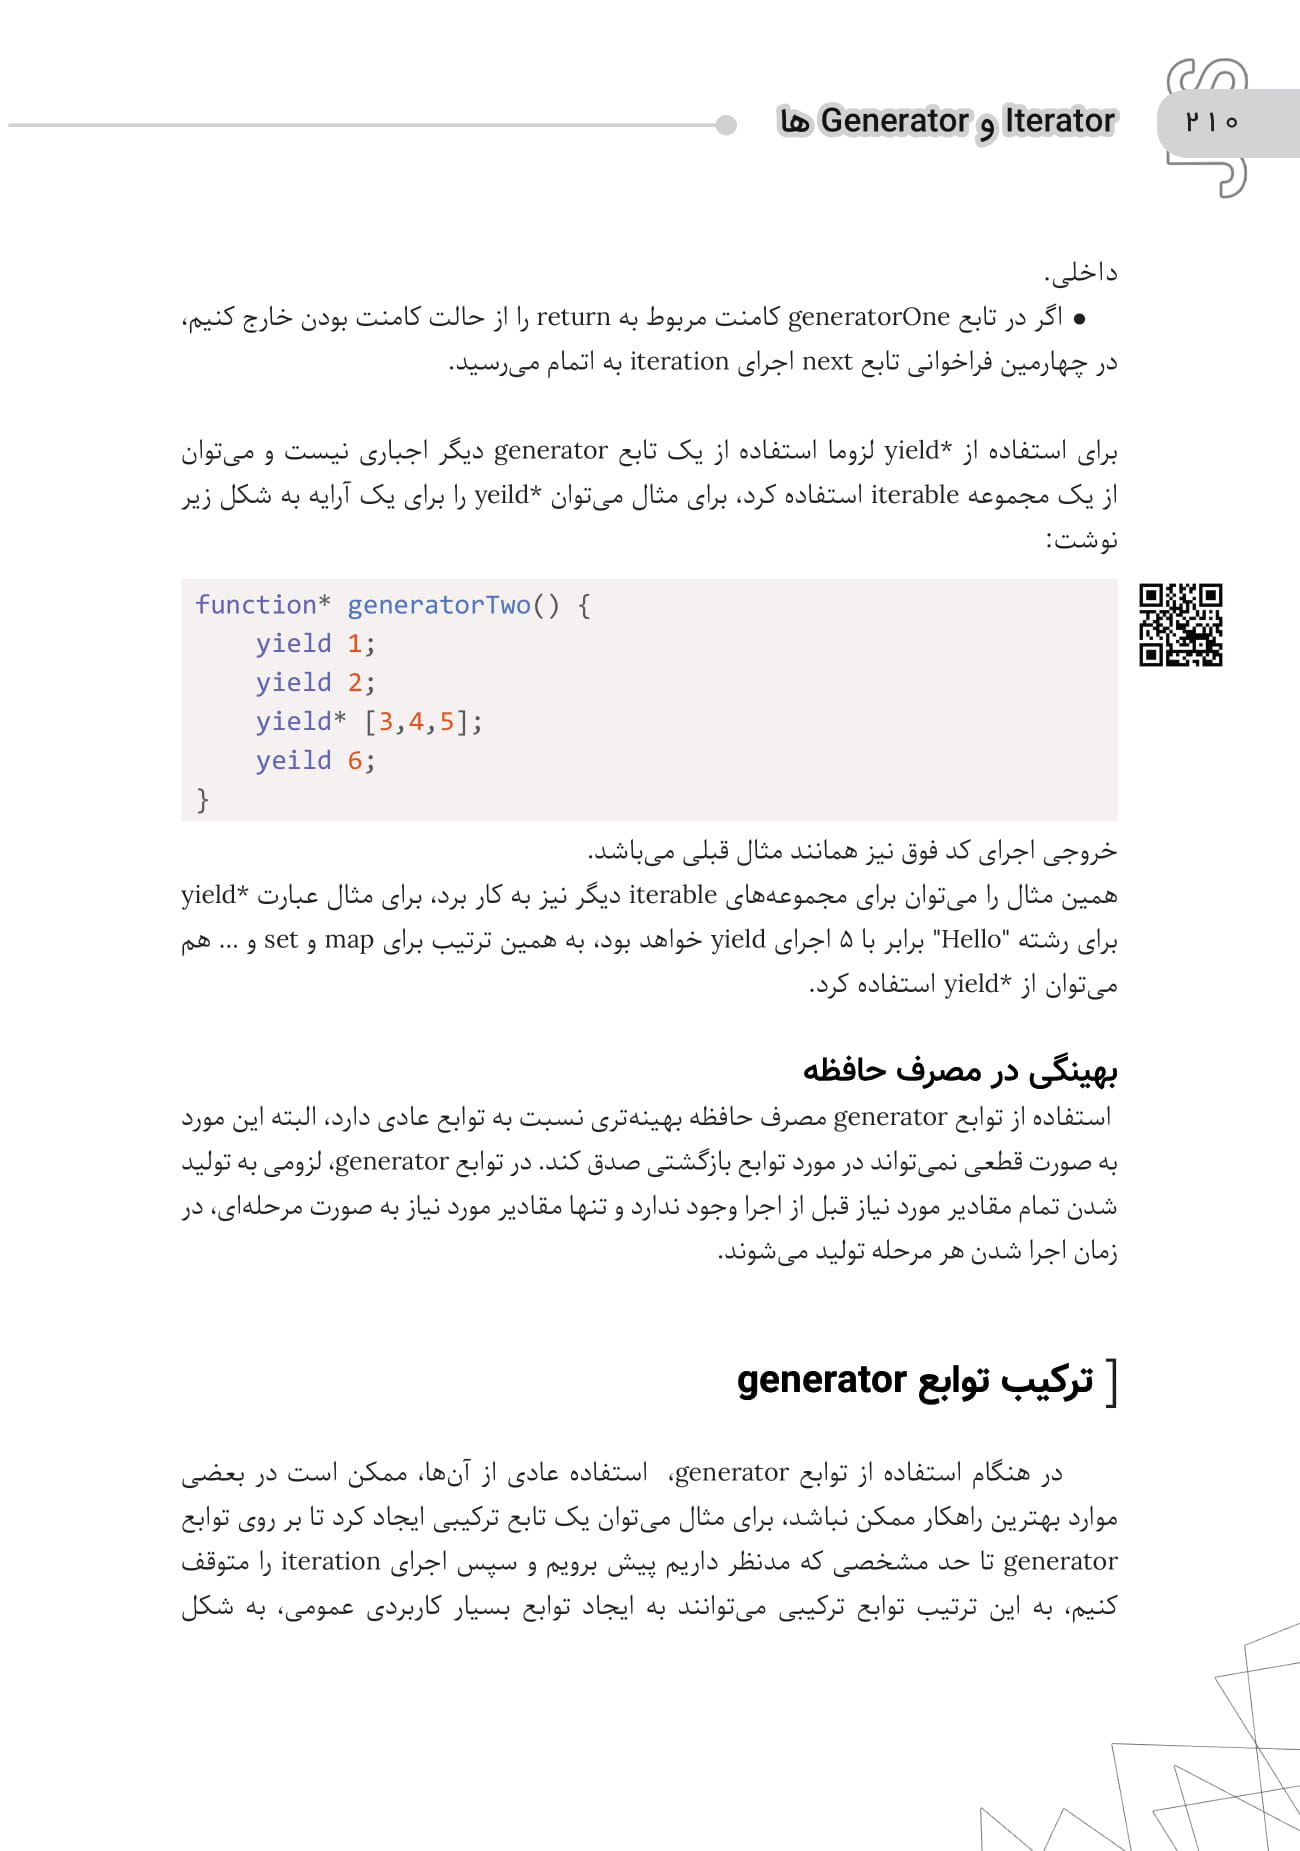 ۲۱۰
Iterator و Generator ها
داخلی.
● اگر در تابع generatorOne کامنت مربوط به return را از حالت کامنت بودن خارج کنیم،
در چهارمین فراخوانی تابع next اجرای iteration به اتمام می‌رسید.
برای استفاده از yield* لزوما استفاده از یک تابع generator دیگر اجباری نیست و می‌توان
از یک مجموعه iterable استفاده کرد، برای مثال می‌توان yeild* را برای یک آرایه به شکل زیر
نوشت:
function* generatorTwo() {
    yield 1;
    yield 2;
    yield* [3,4,5];
    yeild 6;
}
خروجی اجرای کد فوق نیز همانند مثال قبلی می‌باشد.
همین مثال را می‌توان برای مجموعه‌های iterable دیگر نیز به کار برد، برای مثال عبارت yield*
برای رشته "Hello" برابر با ۵ اجرای yield خواهد بود، به همین ترتیب برای map و set و ... هم
می‌توان از yield* استفاده کرد.
بهینگی در مصرف حافظه
استفاده از توابع generator مصرف حافظه بهینه‌تری نسبت به توابع عادی دارد، البته این مورد
به صورت قطعی نمی‌تواند در مورد توابع بازگشتی صدق کند. در توابع generator، لزومی به تولید
شدن تمام مقادیر مورد نیاز قبل از اجرا وجود ندارد و تنها مقادیر مورد نیاز به صورت مرحله‌ای، در
زمان اجرا شدن هر مرحله تولید می‌شوند.
[ ترکیب توابع generator
در هنگام استفاده از توابع generator، استفاده عادی از آن‌ها، ممکن است در بعضی
موارد بهترین راهکار ممکن نباشد، برای مثال می‌توان یک تابع ترکیبی ایجاد کرد تا بر روی توابع
generator تا حد مشخصی که مدنظر داریم پیش برویم و سپس اجرای iteration را متوقف
کنیم، به این ترتیب توابع ترکیبی می‌توانند به ایجاد توابع بسیار کاربردی عمومی، به شکل